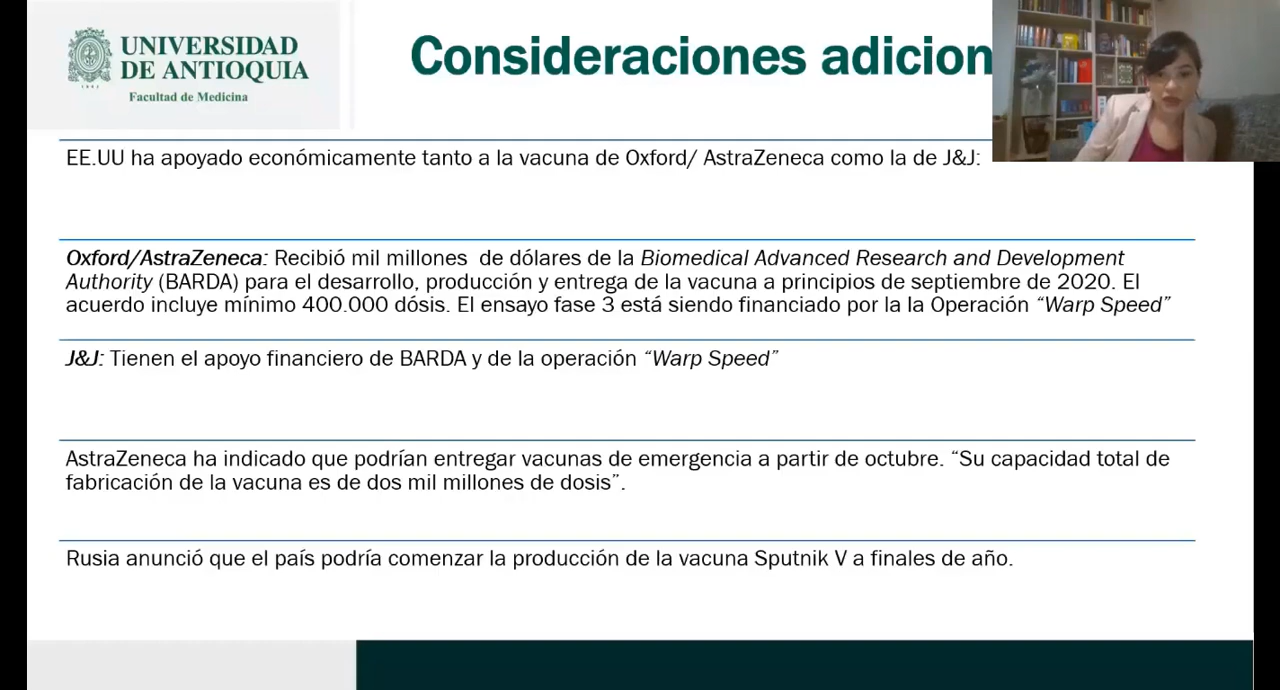 UNIVERSIDAD
DE ANTIOQUIA
1803
Facultad de Medicina
Consideraciones adicion
EE.UU ha apoyado económicamente tanto a la vacuna de Oxford/ AstraZeneca como la de J&J:
Oxford/AstraZeneca: Recibió mil millones de dólares de la Biomedical Advanced Research and Development
Authority (BARDA) para el desarrollo, producción y entrega de la vacuna a principios de septiembre de 2020. El
acuerdo incluye mínimo 400.000 dósis. El ensayo fase 3 está siendo financiado por la la Operación “Warp Speed”
J&J: Tienen el apoyo financiero de BARDA y de la operación “Warp Speed”
AstraZeneca ha indicado que podrían entregar vacunas de emergencia a partir de octubre. “Su capacidad total de
fabricación de la vacuna es de dos mil millones de dosis”.
Rusia anunció que el país podría comenzar la producción de la vacuna Sputnik V a finales de año.